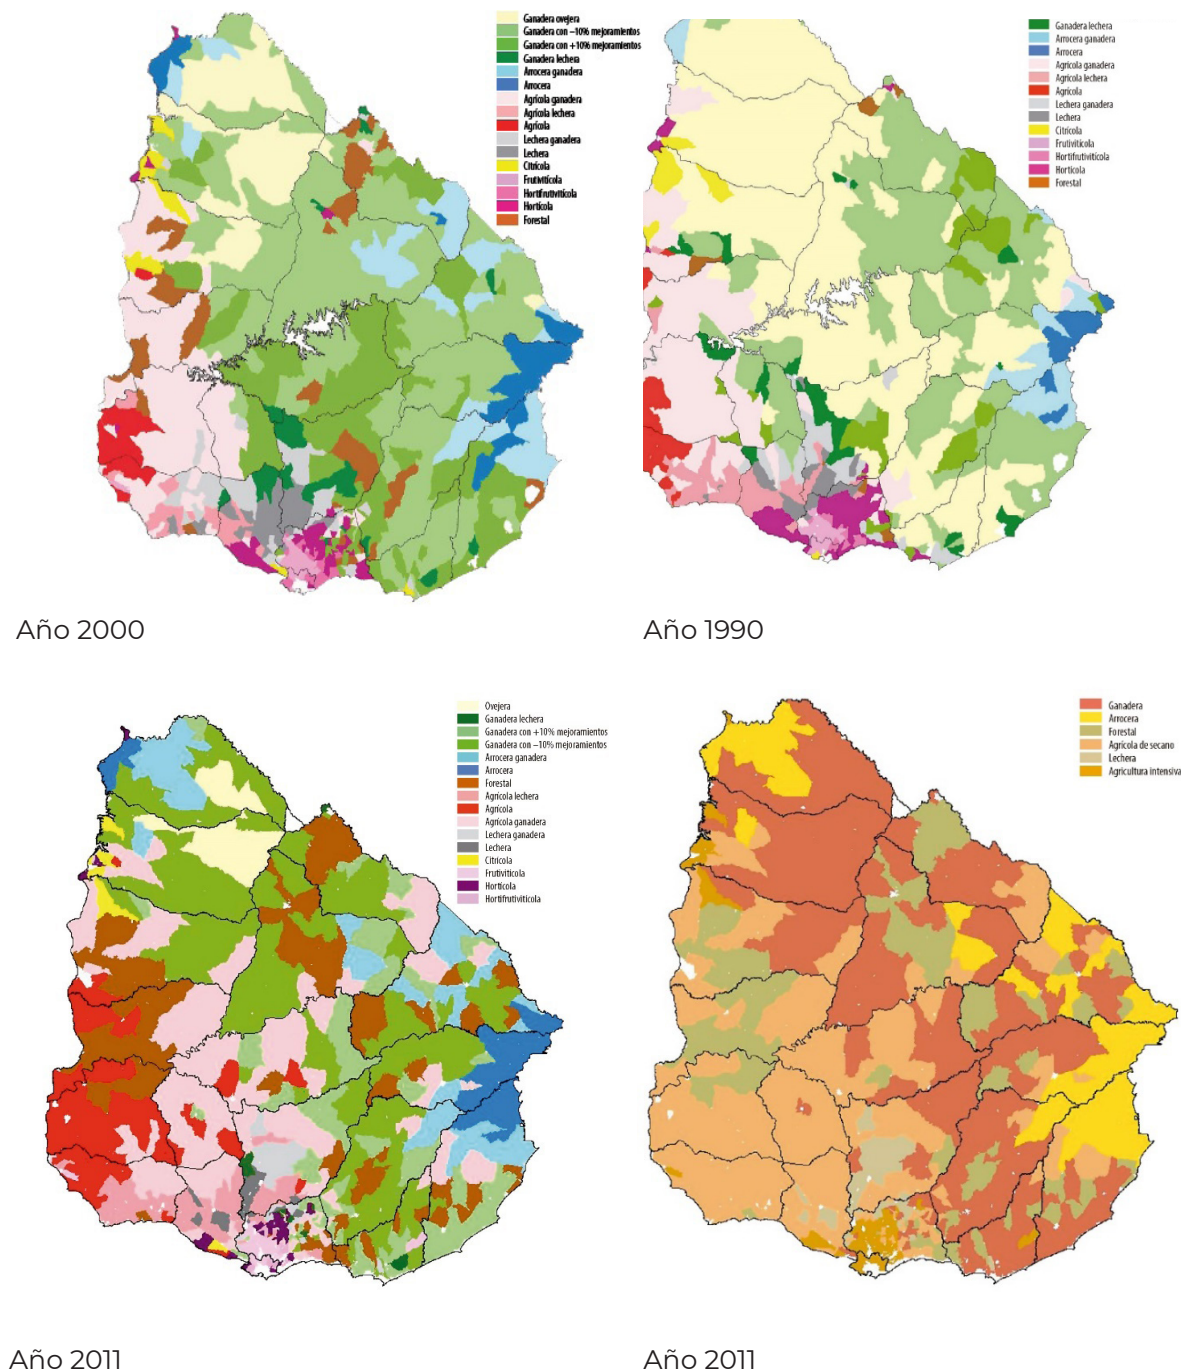 Ganadera ovejera
Ganadera con –10% mejoramientos
Ganadera con +10% mejoramientos
Ganadera lechera
Arrocera ganadera
Arrocera
Agrícola ganadera
Agrícola lechera
Agrícola
Lechera ganadera
Lechera
Citrícola
Frutivitícola
Hortifrutivitícola
Hortícola
Forestal
Año 2000
Ganadera lechera
Arrocera ganadera
Arrocera
Agrícola ganadera
Agrícola lechera
Agrícola
Lechera ganadera
Lechera
Citrícola
Frutivitícola
Hortifrutivitícola
Hortícola
Forestal
Año 1990
Ovejera
Ganadera lechera
Ganadera con +10% mejoramientos
Ganadera con –10% mejoramientos
Arrocera ganadera
Arrocera
Forestal
Agrícola lechera
Agrícola
Agrícola ganadera
Lechera ganadera
Lechera
Citrícola
Frutivitícola
Hortícola
Hortifrutivitícola
Año 2011
Ganadera
Arrocera
Forestal
Agrícola de secano
Lechera
Agricultura intensiva
Año 2011